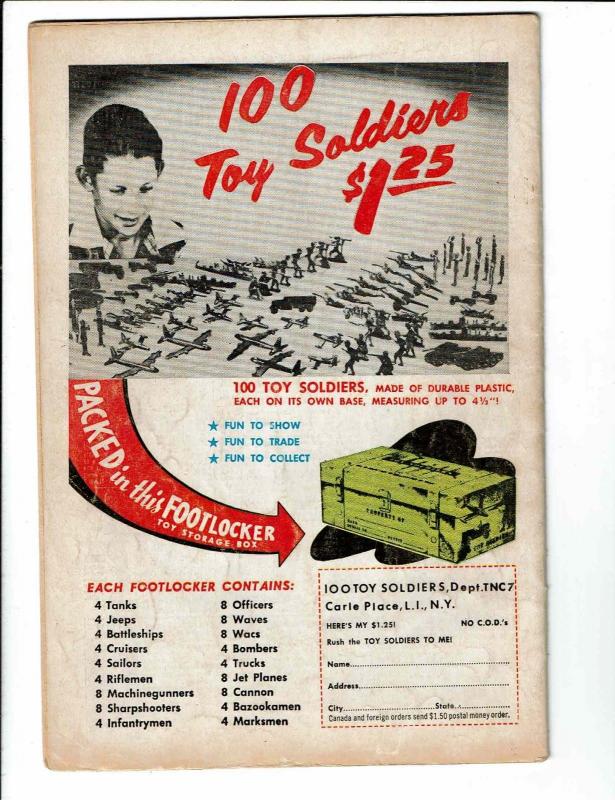 100
Toy Soldiers
$1.25
100 TOY SOLDIERS, MADE OF DURABLE PLASTIC,
EACH ON ITS OWN BASE, MEASURING UP TO 4½"!
★ FUN TO SHOW
★ FUN TO TRADE
★ FUN TO COLLECT
PACKED in this FOOTLOCKER
TOY STORAGE BOX
PROPERTY OF
TOY SOLDIERS
EACH FOOTLOCKER CONTAINS:
4 Tanks
4 Jeeps
4 Battleships
4 Cruisers
4 Sailors
4 Riflemen
8 Machinegunners
8 Sharpshooters
4 Infantrymen
8 Officers
8 Waves
8 Wacs
4 Bombers
4 Trucks
8 Jet Planes
8 Cannon
4 Bazookamen
4 Marksmen
100 TOY SOLDIERS, Dept. TNC7
Carle Place, L.I., N.Y.
HERE'S MY $1.25! NO C.O.D.'s
Rush the TOY SOLDIERS TO ME!
Name
Address
City State
Canada and foreign orders send $1.50 postal money order.